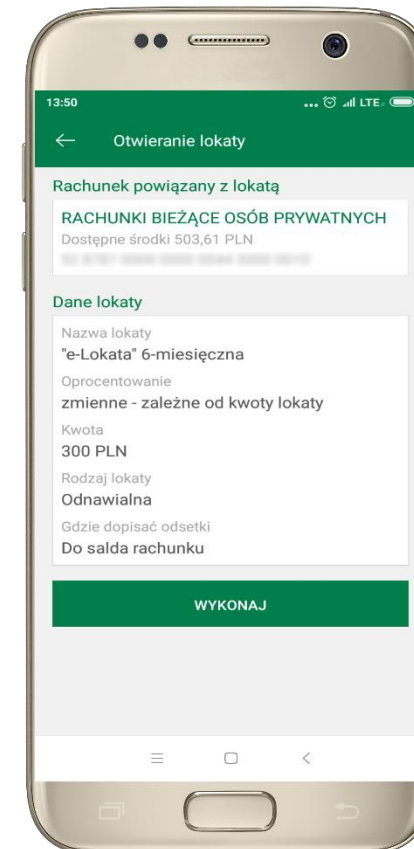 13:50
... LTE
Otwieranie lokaty
Rachunek powiązany z lokatą
RACHUNKI BIEŻĄCE OSÓB PRYWATNYCH
Dostępne środki 503,61 PLN
Dane lokaty
Nazwa lokaty
"e-Lokata" 6-miesięczna
Oprocentowanie
zmienne - zależne od kwoty lokaty
Kwota
300 PLN
Rodzaj lokaty
Odnawialna
Gdzie dopisać odsetki
Do salda rachunku
WYKONAJ